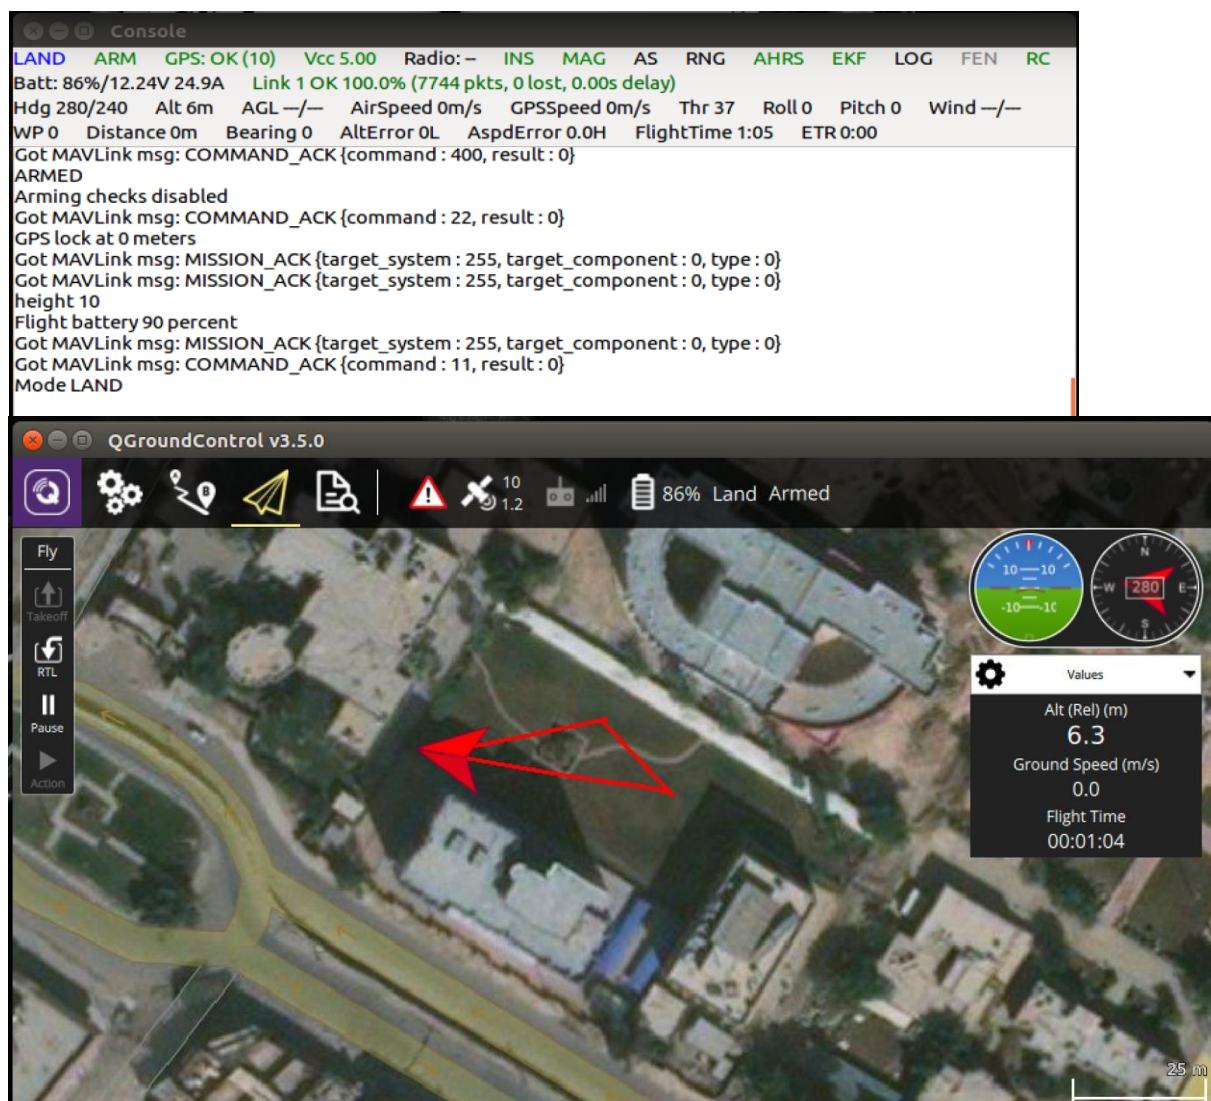 Console
LAND ARM GPS: OK (10) Vcc 5.00 Radio: -- INS MAG AS RNG AHRS EKF LOG FEN RC
Batt: 86%/12.24V 24.9A Link 1 OK 100.0% (7744 pkts, 0 lost, 0.00s delay)
Hdg 280/240 Alt 6m AGL ---/--- AirSpeed 0m/s GPSSpeed 0m/s Thr 37 Roll 0 Pitch 0 Wind ---/---
WP 0 Distance 0m Bearing 0 AltError 0L AspdError 0.0H FlightTime 1:05 ETR 0:00
Got MAVLink msg: COMMAND_ACK {command : 400, result : 0}
ARMED
Arming checks disabled
Got MAVLink msg: COMMAND_ACK {command : 22, result : 0}
GPS lock at 0 meters
Got MAVLink msg: MISSION_ACK {target_system : 255, target_component : 0, type : 0}
Got MAVLink msg: MISSION_ACK {target_system : 255, target_component : 0, type : 0}
height 10
Flight battery 90 percent
Got MAVLink msg: MISSION_ACK {target_system : 255, target_component : 0, type : 0}
Got MAVLink msg: COMMAND_ACK {command : 11, result : 0}
Mode LAND
QGroundControl v3.5.0
A B 10 1.2 86% Land Armed
Fly
Takeoff
RTL
Pause
Action
10 10
-10 -10
N
W 280 E
S
Values
Alt (Rel) (m)
6.3
Ground Speed (m/s)
0.0
Flight Time
00:01:04
25 m